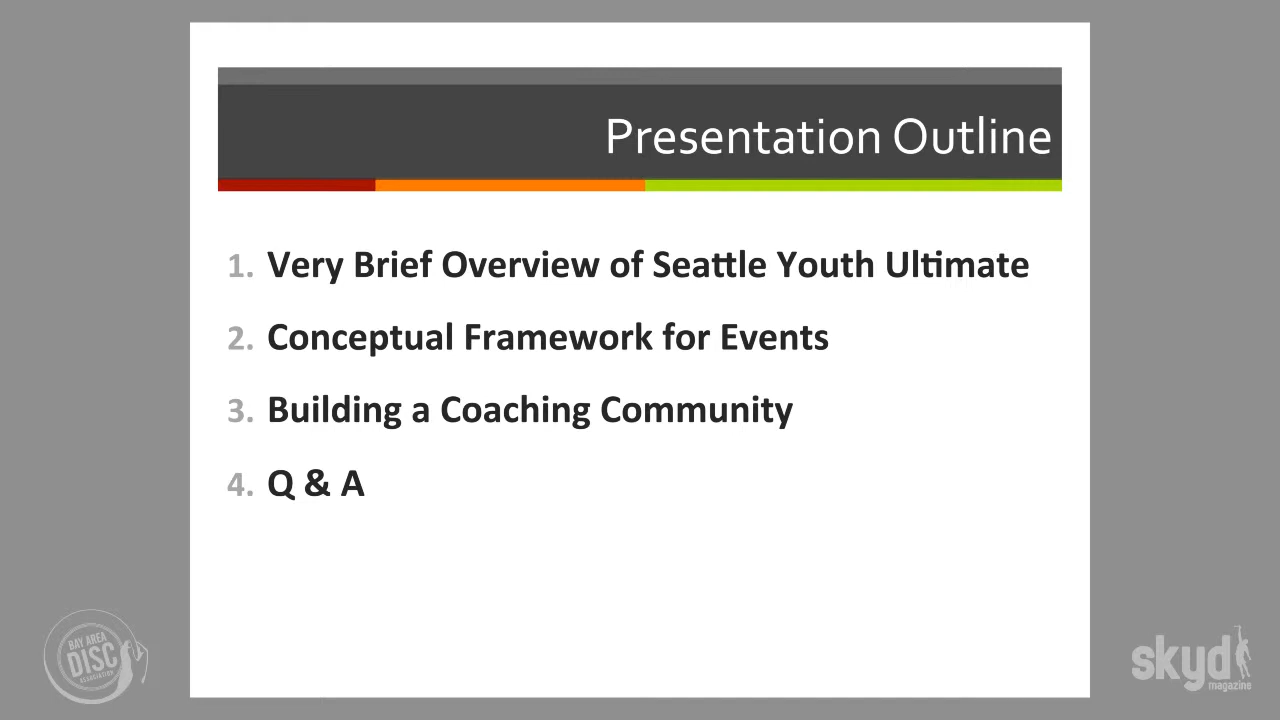 Presentation Outline
1. Very Brief Overview of Seattle Youth Ultimate
2. Conceptual Framework for Events
3. Building a Coaching Community
4. Q & A
BAY AREA
DISC
ASSOCIATION
skyd
magazine